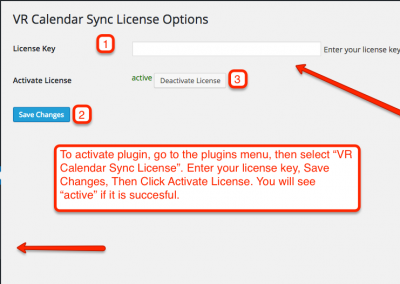 VR Calendar Sync License Options
License Key 1 Enter your license key
Activate License active Deactivate License 3
Save Changes 2
To activate plugin, go to the plugins menu, then select “VR
Calendar Sync License”. Enter your license key, Save
Changes, Then Click Activate License. You will see
“active” if it is succesful.